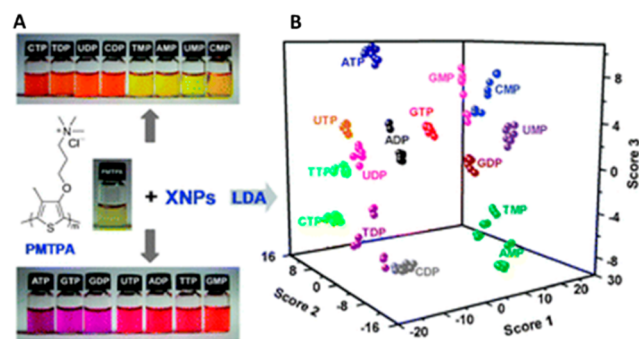 A
CTP TDP UDP CDP TMP AMP UMP CMP
N+
Cl-
O
S
m
PMTPA
PMTPA
+ XNPs
LDA
ATP GTP GDP UTP ADP TTP GMP
B
ATP
GMP
CMP
UTP
ADP
GTP
UMP
UDP
GDP
TTP
CTP
TMP
TDP
AMP
CDP
Score 3
8
4
0
-4
-8
Score 2
16
8
0
-8
-16
Score 1
-20
-10
0
10
20
30